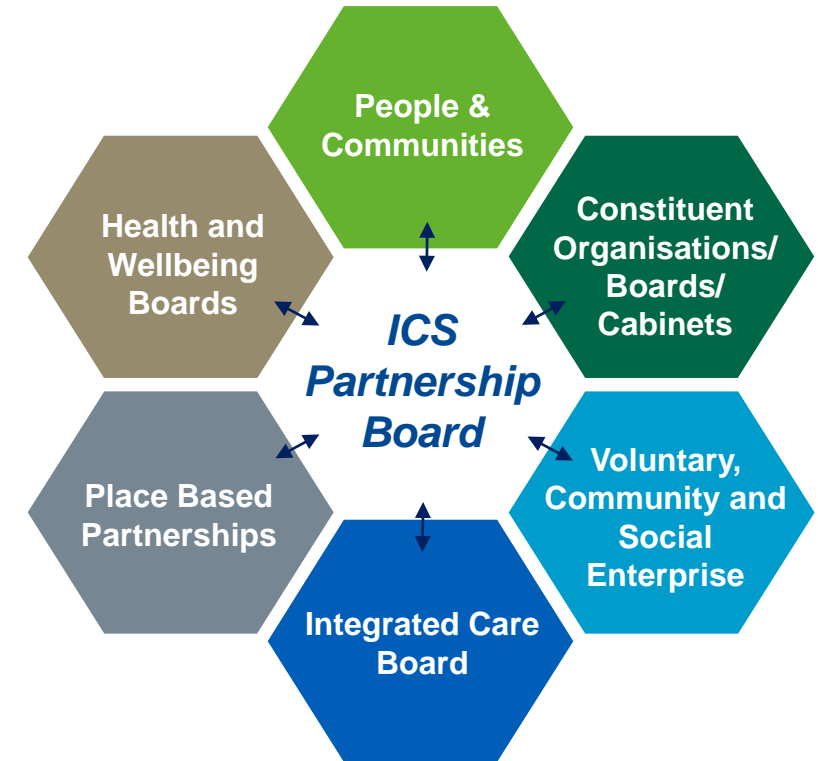 People &
Communities
Constituent
Organisations/
Boards/
Cabinets
Voluntary,
Community and
Social
Enterprise
Integrated Care
Board
Place Based
Partnerships
Health and
Wellbeing
Boards
ICS
Partnership
Board